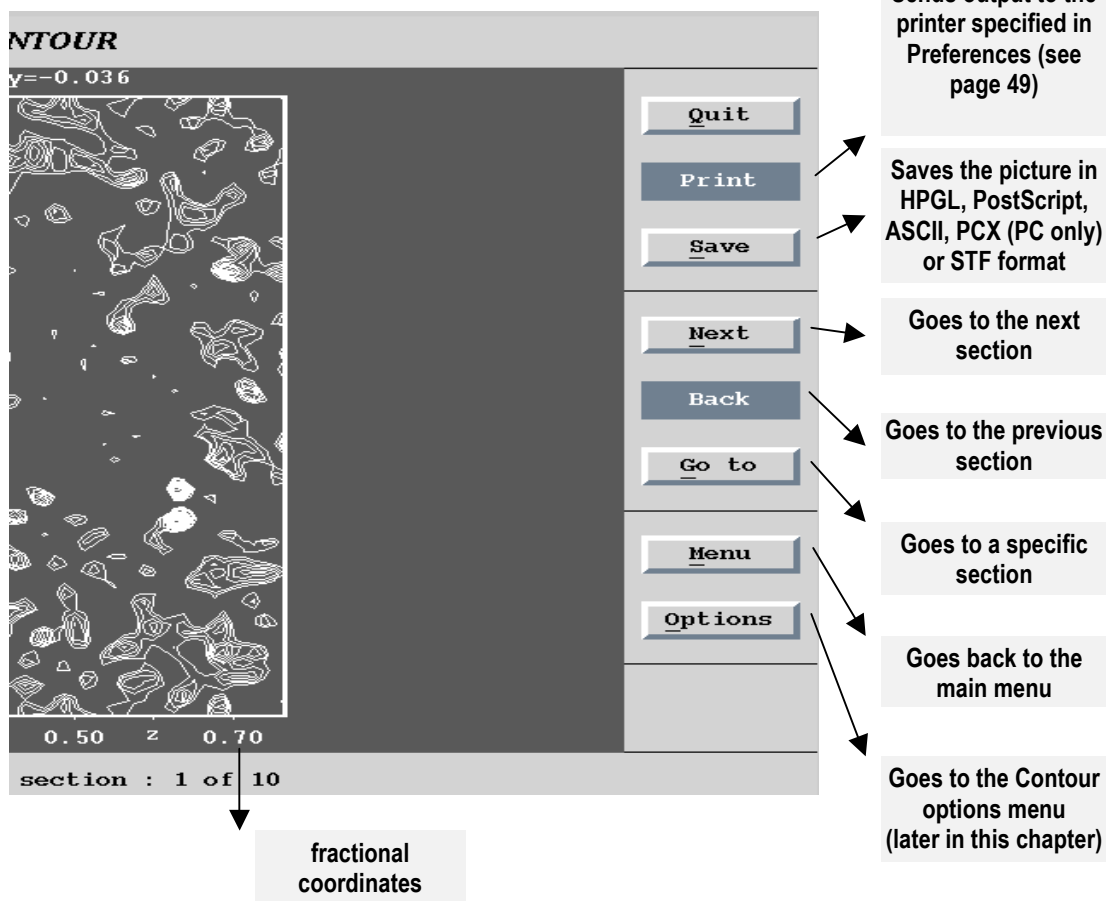 NTOUR
y=-0.036
0.50 z 0.70
section : 1 of 10
fractional
coordinates
Quit
Print
Save
Next
Back
Go to
Menu
Options
Sends output to the
printer specified in
Preferences (see
page 49)
Saves the picture in
HPGL, PostScript,
ASCII, PCX (PC only)
or STF format
Goes to the next
section
Goes to the previous
section
Goes to a specific
section
Goes back to the
main menu
Goes to the Contour
options menu
(later in this chapter)